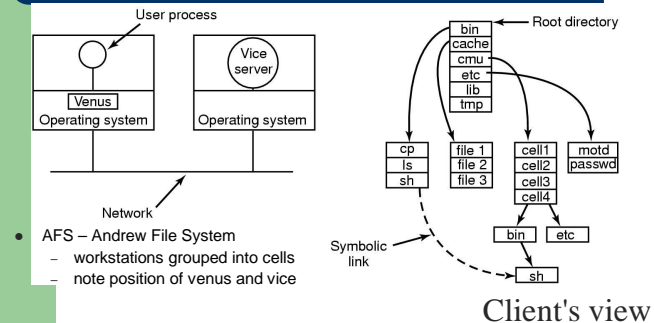 User process
Vice
server
Venus
Operating system
Operating system
Network
● AFS – Andrew File System
– workstations grouped into cells
– note position of venus and vice
Root directory
bin
cache
cmu
etc
lib
tmp
cp
ls
sh
file 1
file 2
file 3
cell1
cell2
cell3
cell4
motd
passwd
bin
etc
Symbolic
link
sh
Client's view